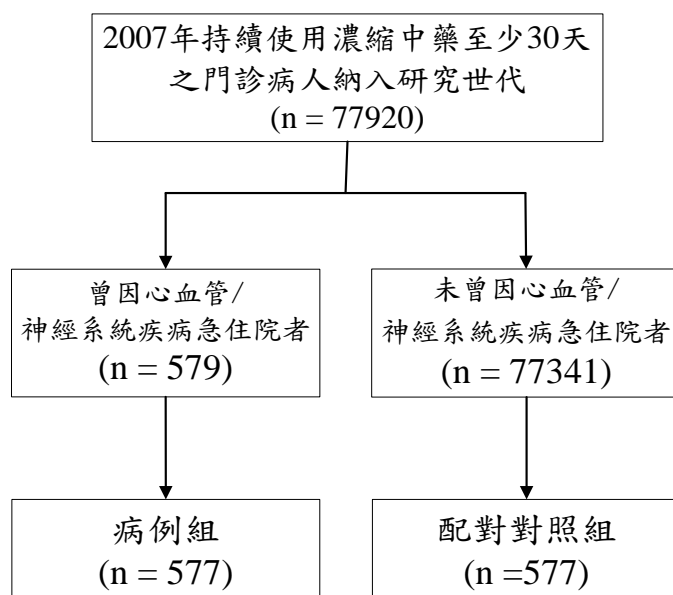 2007年持續使用濃縮中藥至少30天
之門診病人納入研究世代
(n = 77920)
曾因心血管/
神經系統疾病急住院者
(n = 579)
未曾因心血管/
神經系統疾病急住院者
(n = 77341)
病例組
(n = 577)
配對對照組
(n =577)